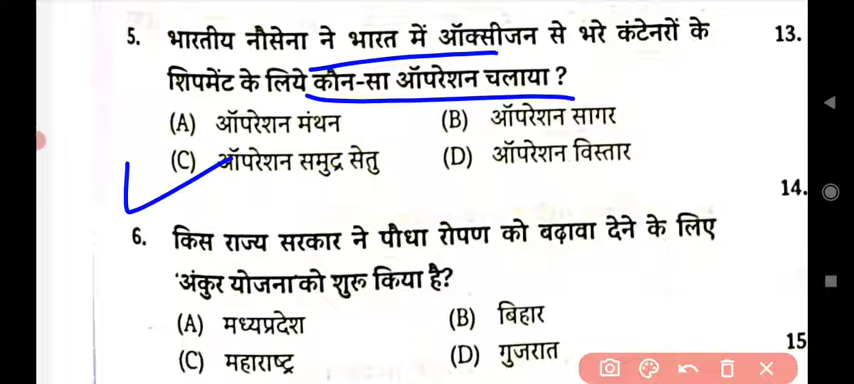 5. भारतीय नौसेना ने भारत में ऑक्सीजन से भरे कंटेनरों के
शिपमेंट के लिये कौन-सा ऑपरेशन चलाया ?
(A) ऑपरेशन मंथन (B) ऑपरेशन सागर
(C) ऑपरेशन समुद्र सेतु (D) ऑपरेशन विस्तार
6. किस राज्य सरकार ने पौधा रोपण को बढ़ावा देने के लिए
'अंकुर योजना' को शुरू किया है?
(A) मध्यप्रदेश (B) बिहार
(C) महाराष्ट्र (D) गुजरात
13.
14.
15